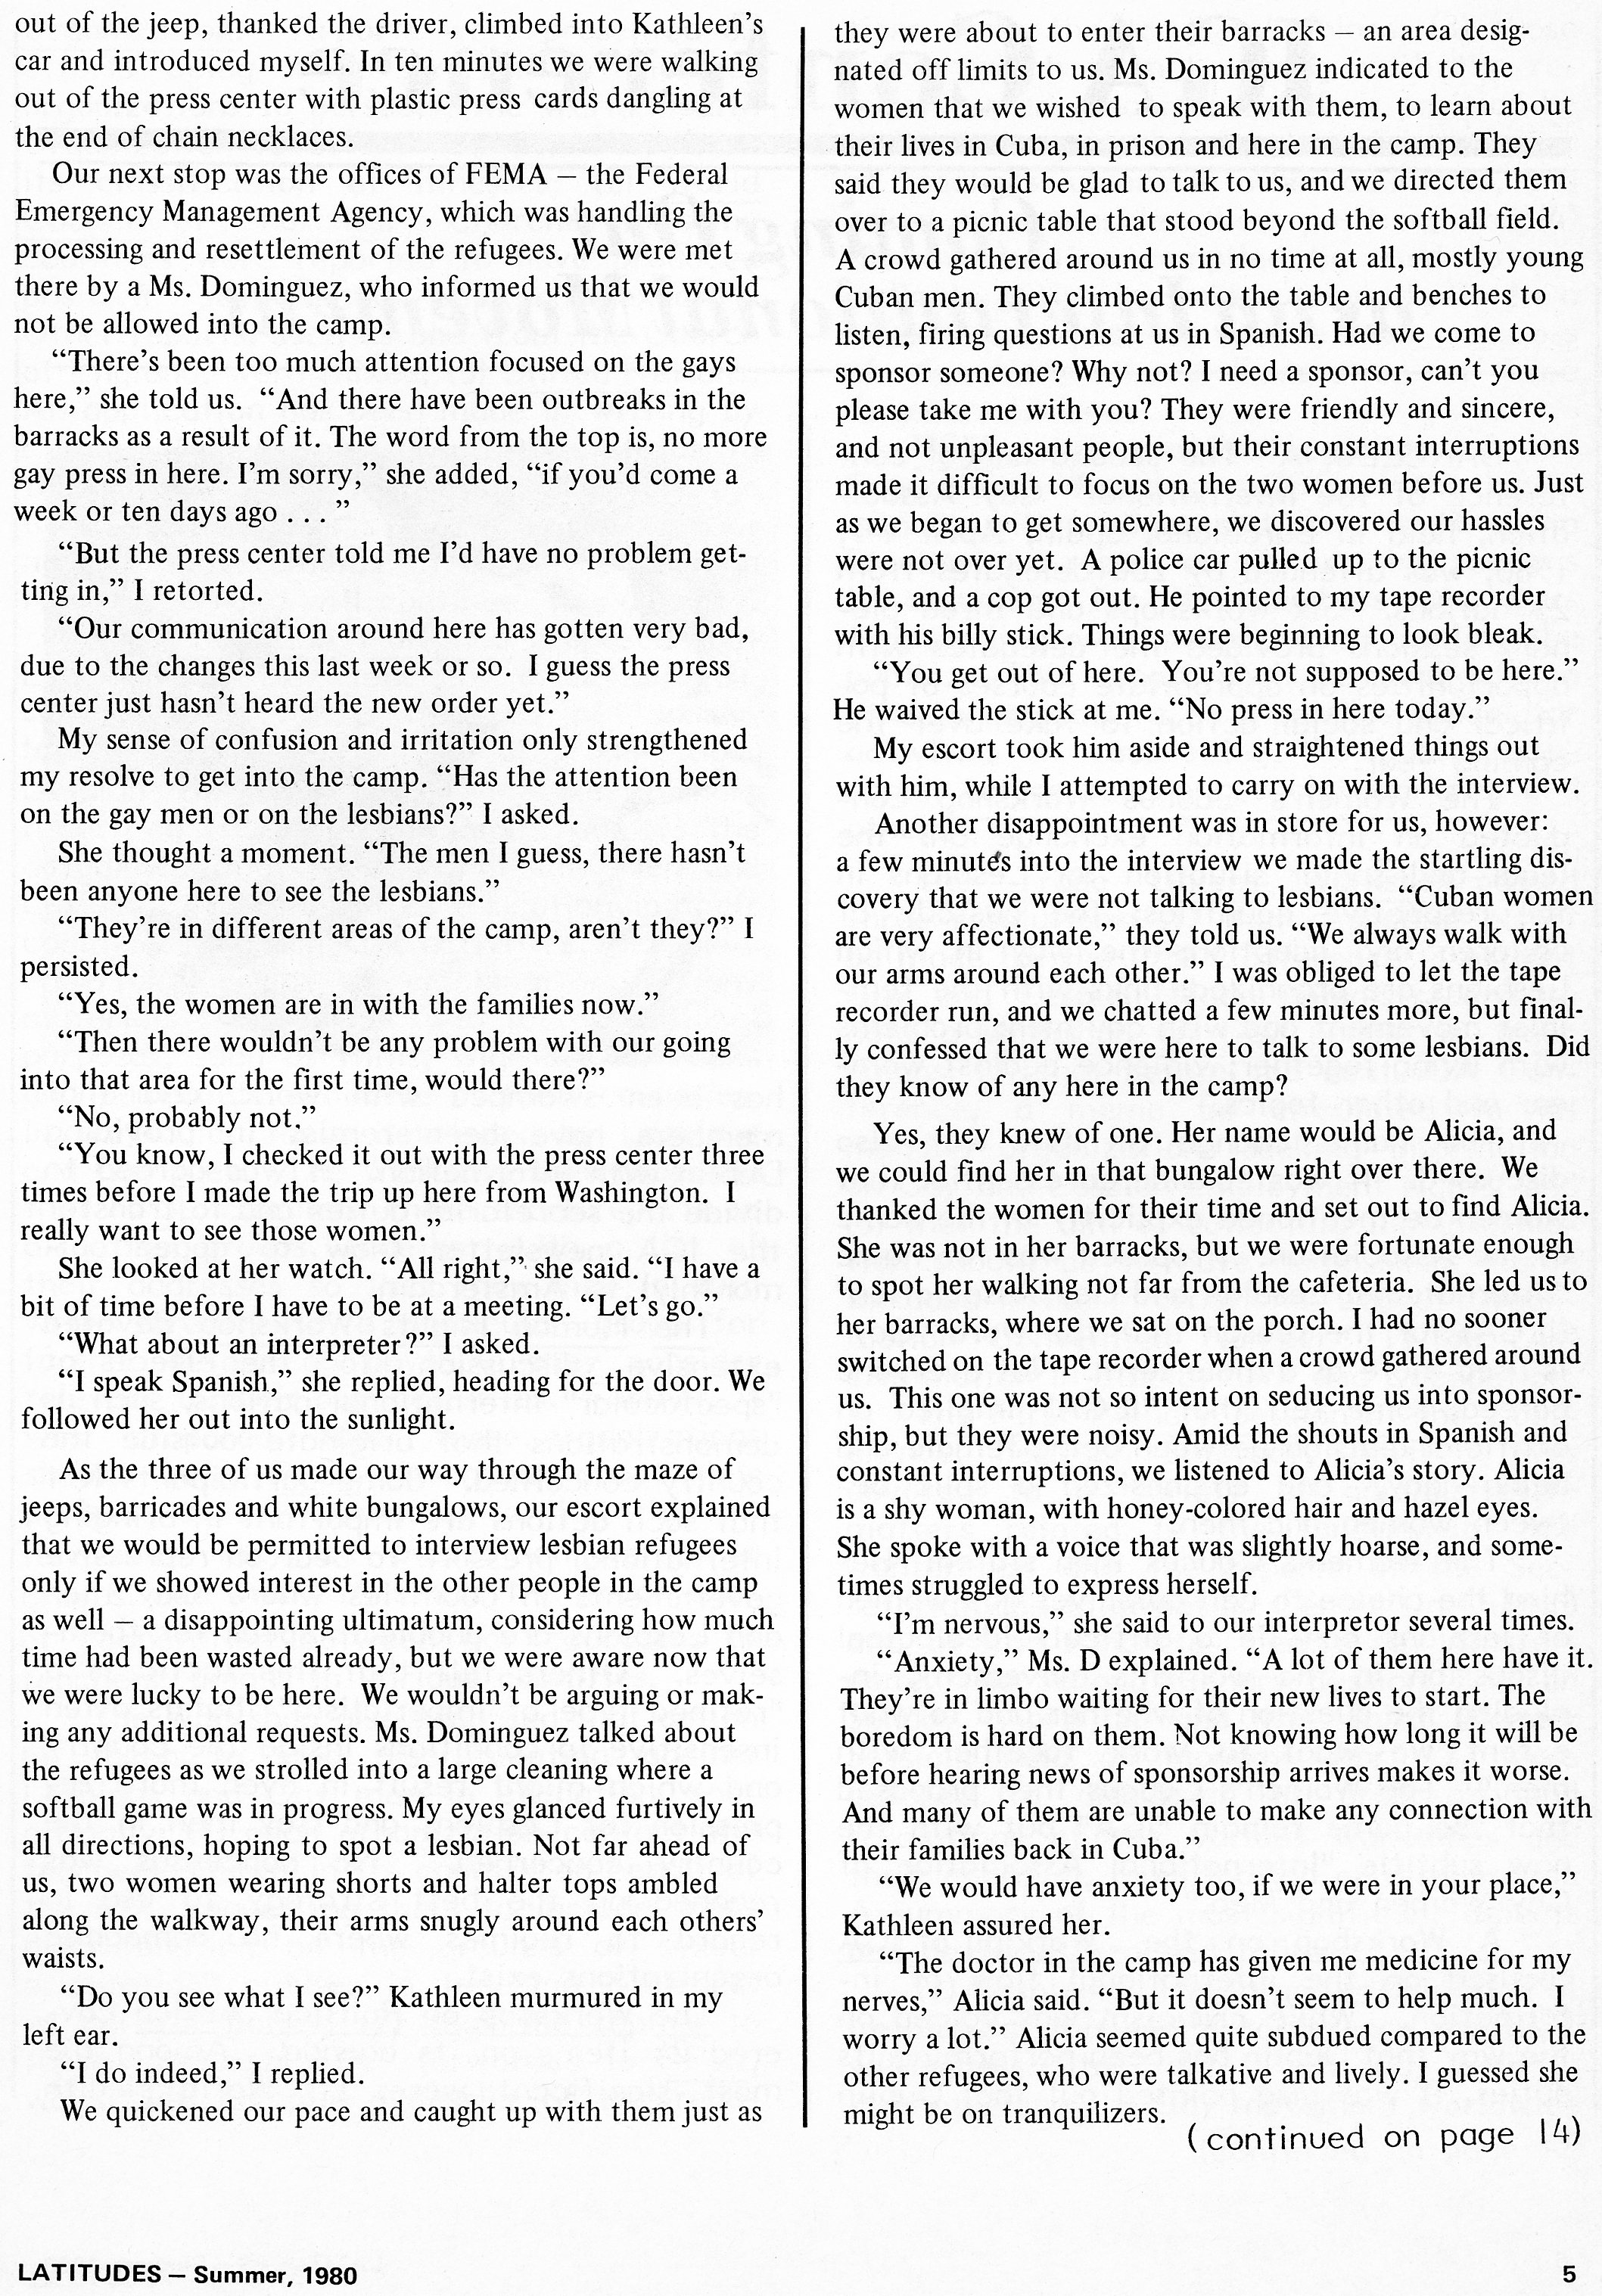 out of the jeep, thanked the driver, climbed into Kathleen's
car and introduced myself. In ten minutes we were walking
out of the press center with plastic press cards dangling at
the end of chain necklaces.
Our next stop was the offices of FEMA — the Federal
Emergency Management Agency, which was handling the
processing and resettlement of the refugees. We were met
there by a Ms. Dominguez, who informed us that we would
not be allowed into the camp.
“There's been too much attention focused on the gays
here,” she told us. “And there have been outbreaks in the
barracks as a result of it. The word from the top is, no more
gay press in here. I'm sorry,” she added, “if you'd come a
week or ten days ago . . . ”
“But the press center told me I'd have no problem get-
ting in,” I retorted.
“Our communication around here has gotten very bad,
due to the changes this last week or so. I guess the press
center just hasn't heard the new order yet.”
My sense of confusion and irritation only strengthened
my resolve to get into the camp. “Has the attention been
on the gay men or on the lesbians?” I asked.
She thought a moment. “The men I guess, there hasn't
been anyone here to see the lesbians.”
“They're in different areas of the camp, aren't they?” I
persisted.
“Yes, the women are in with the families now.”
“Then there wouldn't be any problem with our going
into that area for the first time, would there?”
“No, probably not.”
“You know, I checked it out with the press center three
times before I made the trip up here from Washington. I
really want to see those women.”
She looked at her watch. “All right,” she said. “I have a
bit of time before I have to be at a meeting. “Let's go.”
“What about an interpreter?” I asked.
“I speak Spanish,” she replied, heading for the door. We
followed her out into the sunlight.
As the three of us made our way through the maze of
jeeps, barricades and white bungalows, our escort explained
that we would be permitted to interview lesbian refugees
only if we showed interest in the other people in the camp
as well — a disappointing ultimatum, considering how much
time had been wasted already, but we were aware now that
we were lucky to be here. We wouldn't be arguing or mak-
ing any additional requests. Ms. Dominguez talked about
the refugees as we strolled into a large cleaning where a
softball game was in progress. My eyes glanced furtively in
all directions, hoping to spot a lesbian. Not far ahead of
us, two women wearing shorts and halter tops ambled
along the walkway, their arms snugly around each others'
waists.
“Do you see what I see?” Kathleen murmured in my
left ear.
“I do indeed,” I replied.
We quickened our pace and caught up with them just as
they were about to enter their barracks — an area desig-
nated off limits to us. Ms. Dominguez indicated to the
women that we wished to speak with them, to learn about
their lives in Cuba, in prison and here in the camp. They
said they would be glad to talk to us, and we directed them
over to a picnic table that stood beyond the softball field.
A crowd gathered around us in no time at all, mostly young
Cuban men. They climbed onto the table and benches to
listen, firing questions at us in Spanish. Had we come to
sponsor someone? Why not? I need a sponsor, can't you
please take me with you? They were friendly and sincere,
and not unpleasant people, but their constant interruptions
made it difficult to focus on the two women before us. Just
as we began to get somewhere, we discovered our hassles
were not over yet. A police car pulled up to the picnic
table, and a cop got out. He pointed to my tape recorder
with his billy stick. Things were beginning to look bleak.
“You get out of here. You're not supposed to be here.”
He waived the stick at me. “No press in here today.”
My escort took him aside and straightened things out
with him, while I attempted to carry on with the interview.
Another disappointment was in store for us, however:
a few minutes into the interview we made the startling dis-
covery that we were not talking to lesbians. “Cuban women
are very affectionate,” they told us. “We always walk with
our arms around each other.” I was obliged to let the tape
recorder run, and we chatted a few minutes more, but final-
ly confessed that we were here to talk to some lesbians. Did
they know of any here in the camp?
Yes, they knew of one. Her name would be Alicia, and
we could find her in that bungalow right over there. We
thanked the women for their time and set out to find Alicia.
She was not in her barracks, but we were fortunate enough
to spot her walking not far from the cafeteria. She led us to
her barracks, where we sat on the porch. I had no sooner
switched on the tape recorder when a crowd gathered around
us. This one was not so intent on seducing us into sponsor-
ship, but they were noisy. Amid the shouts in Spanish and
constant interruptions, we listened to Alicia's story. Alicia
is a shy woman, with honey-colored hair and hazel eyes.
She spoke with a voice that was slightly hoarse, and some-
times struggled to express herself.
“I'm nervous,” she said to our interpretor several times.
“Anxiety,” Ms. D explained. “A lot of them here have it.
They're in limbo waiting for their new lives to start. The
boredom is hard on them. Not knowing how long it will be
before hearing news of sponsorship arrives makes it worse.
And many of them are unable to make any connection with
their families back in Cuba.”
“We would have anxiety too, if we were in your place,”
Kathleen assured her.
“The doctor in the camp has given me medicine for my
nerves,” Alicia said. “But it doesn't seem to help much. I
worry a lot.” Alicia seemed quite subdued compared to the
other refugees, who were talkative and lively. I guessed she
might be on tranquilizers.
(continued on page 14)
LATITUDES — Summer, 1980
5